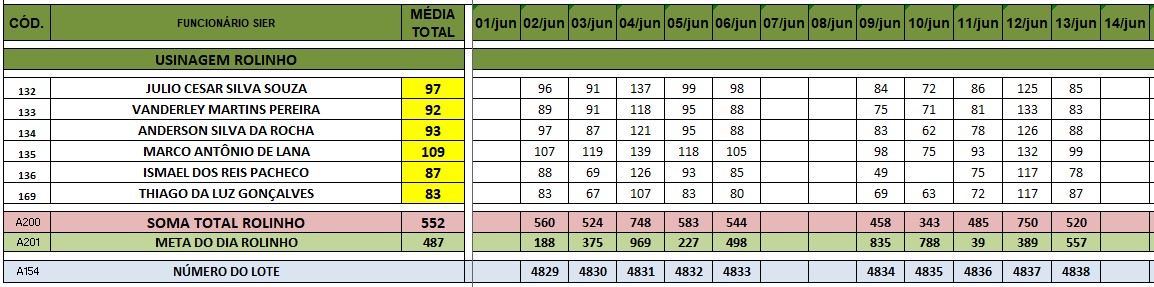 CÓD. FUNCIONÁRIO SIER MÉDIA TOTAL 01/jun 02/jun 03/jun 04/jun 05/jun 06/jun 07/jun 08/jun 09/jun 10/jun 11/jun 12/jun 13/jun 14/jun
USINAGEM ROLINHO
132 JULIO CESAR SILVA SOUZA 97 96 91 137 99 98 84 72 86 125 85
133 VANDERLEY MARTINS PEREIRA 92 89 91 118 95 88 75 71 81 133 83
134 ANDERSON SILVA DA ROCHA 93 97 87 121 95 88 83 62 78 126 88
135 MARCO ANTÔNIO DE LANA 109 107 119 139 118 105 98 75 93 132 99
136 ISMAEL DOS REIS PACHECO 87 88 69 126 93 85 49 75 117 78
169 THIAGO DA LUZ GONÇALVES 83 83 67 107 83 80 69 63 72 117 87
A200 SOMA TOTAL ROLINHO 552 560 524 748 583 544 458 343 485 750 520
A201 META DO DIA ROLINHO 487 188 375 969 227 498 835 788 39 389 557
A154 NÚMERO DO LOTE 4829 4830 4831 4832 4833 4834 4835 4836 4837 4838